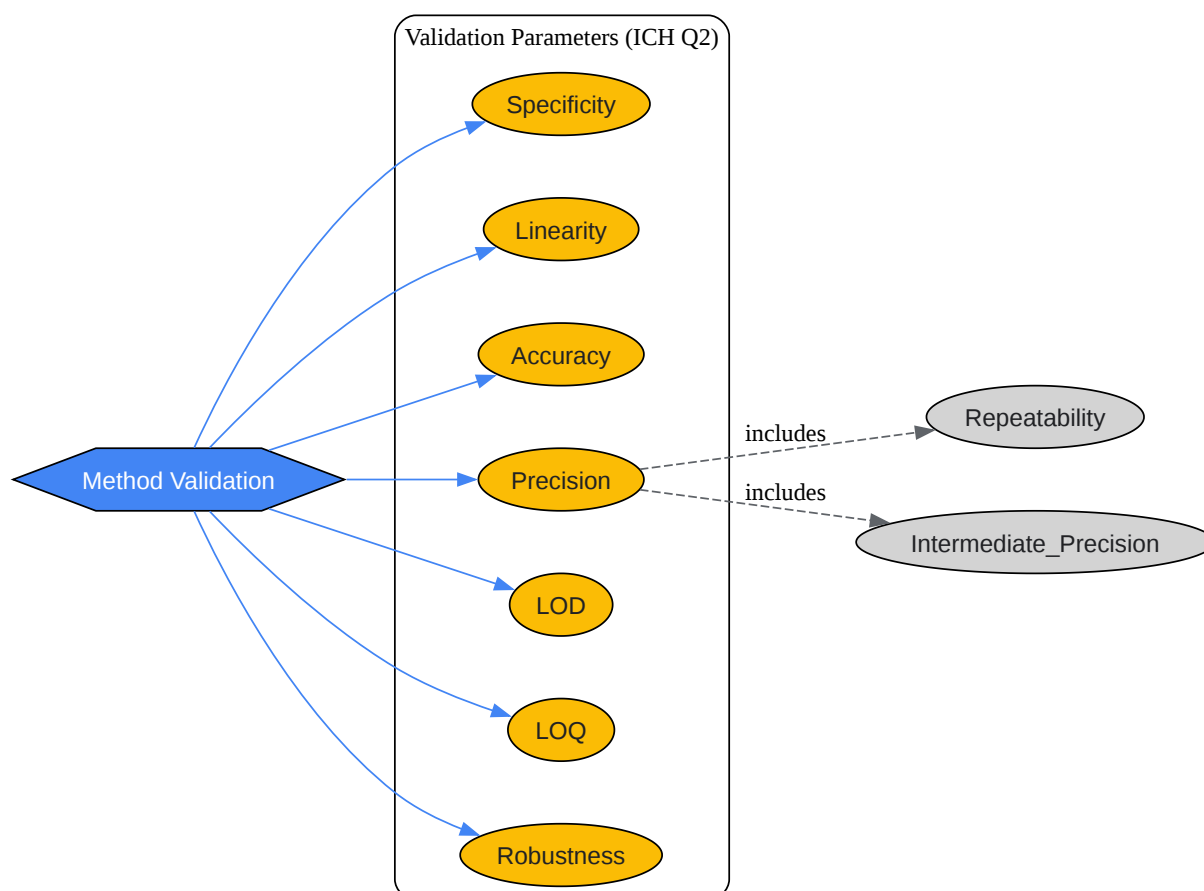 Validation Parameters (ICH Q2)
Specificity
Linearity
Accuracy
Method Validation
Precision
includes
includes
Repeatability
Intermediate_Precision
LOD
LOQ
Robustness